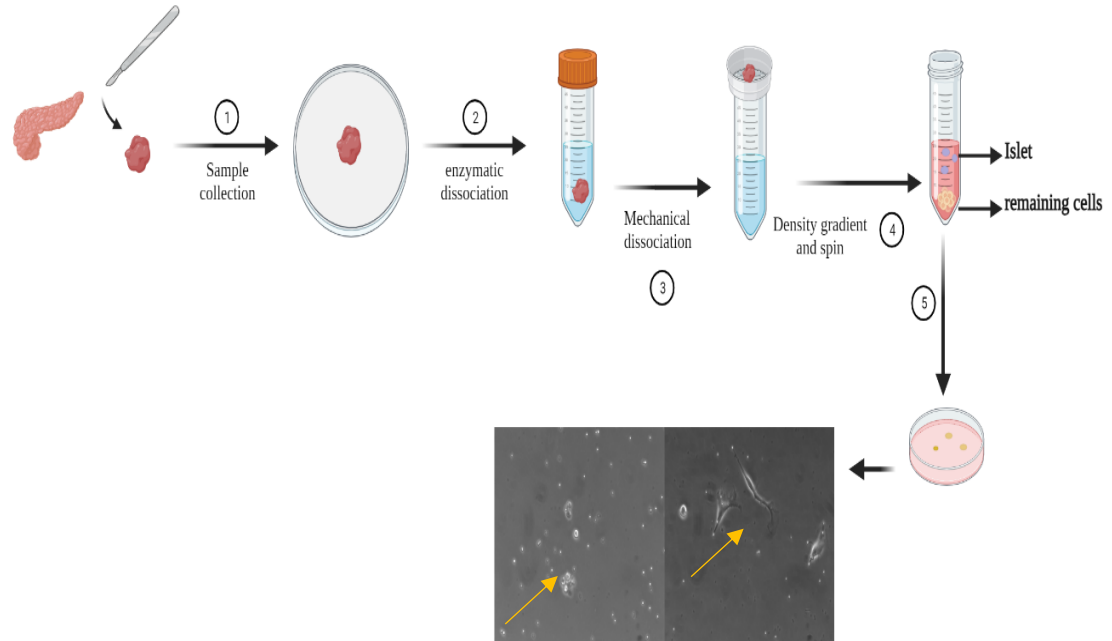 1
Sample
collection
2
enzymatic
dissociation
Mechanical
dissociation
3
Density gradient
and spin
4
Islet
remaining cells
5